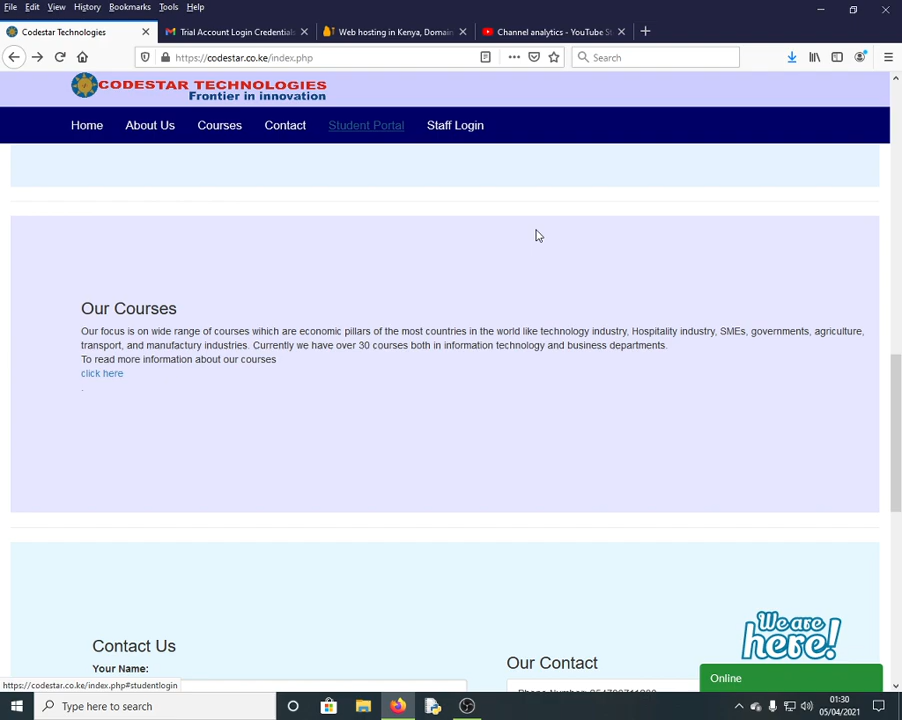 File Edit View History Bookmarks Tools Help
Codestar Technologies
Trial Account Login Credentials
Web hosting in Kenya, Domain
Channel analytics - YouTube St
https://codestar.co.ke/index.php
Search
CODESTAR TECHNOLOGIES
Frontier in innovation
Home About Us Courses Contact Student Portal Staff Login
Our Courses
Our focus is on wide range of courses wihich are economic pillars of the most countries in the world like technology industry, Hospitality industry, SMEs, governments, agriculture,
transport, and manufactury industries. Currently we have over 30 courses both in information technology and business departments.
To read more information about our courses
click here
.
We are
here!
Contact Us
Your Name:
Our Contact
Online
https://codestar.co.ke/index.php#studentlogin
Type here to search
01:30
05/04/2021